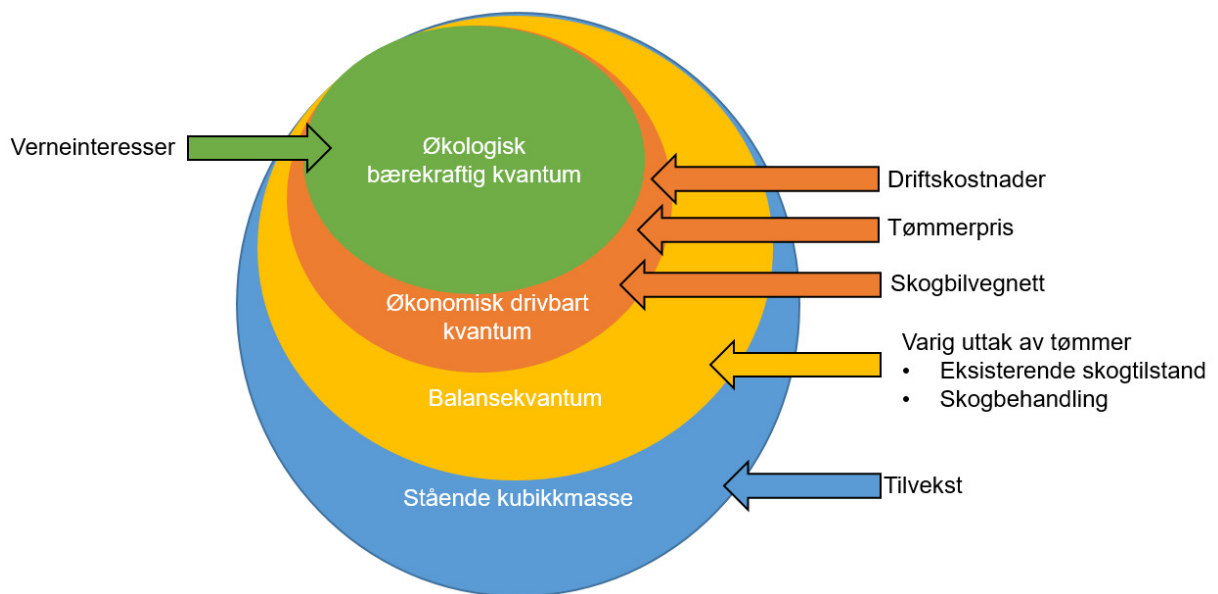 Verneinteresser
Økologisk
bærekraftig kvantum
Driftskostnader
Tømmerpris
Skogbilvegnett
Økonomisk drivbart
kvantum
Varig uttak av tømmer
• Eksisterende skogtilstand
• Skogbehandling
Balansekvantum
Stående kubikkmasse
Tilvekst